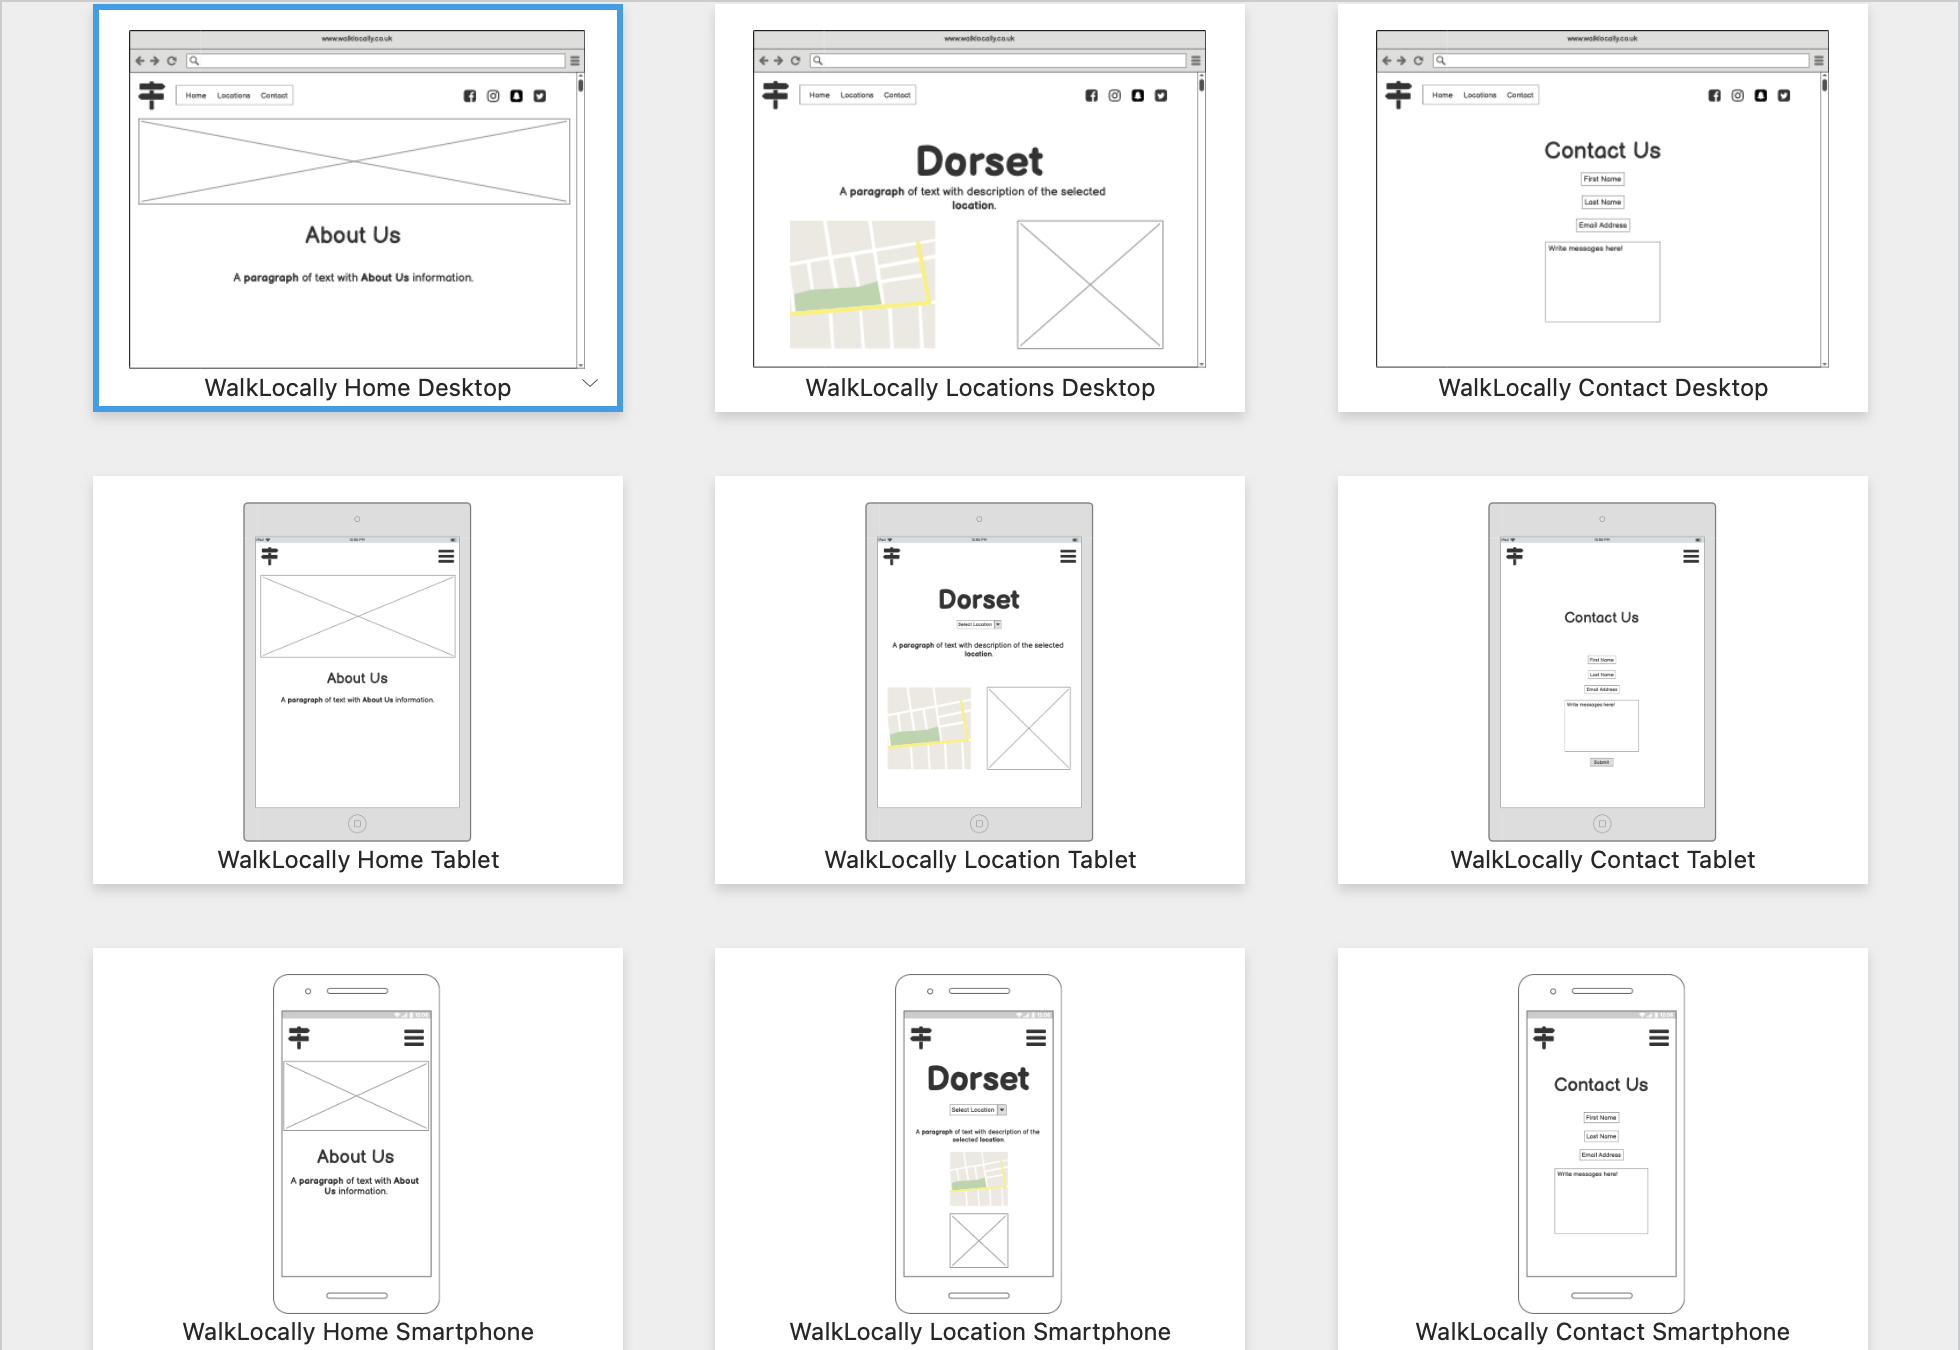 www.walklocally.co.uk
Home Locations Contact
About Us
A paragraph of text with About Us information.
WalkLocally Home Desktop
www.walklocally.co.uk
Home Locations Contact
Dorset
A paragraph of text with description of the selected
location.
WalkLocally Locations Desktop
www.walklocally.co.uk
Home Locations Contact
Contact Us
First Name
Last Name
Email Address
Write messages here!
WalkLocally Contact Desktop
About Us
A paragraph of text with About Us information.
WalkLocally Home Tablet
Dorset
Select Location
A paragraph of text with description of the selected
location.
WalkLocally Location Tablet
Contact Us
First Name
Last Name
Email Address
Write messages here!
Submit
WalkLocally Contact Tablet
About Us
A paragraph of text with About
Us information.
WalkLocally Home Smartphone
Dorset
Select Location
A paragraph of text with description of the
selected location.
WalkLocally Location Smartphone
Contact Us
First Name
Last Name
Email Address
Write messages here!
WalkLocally Contact Smartphone